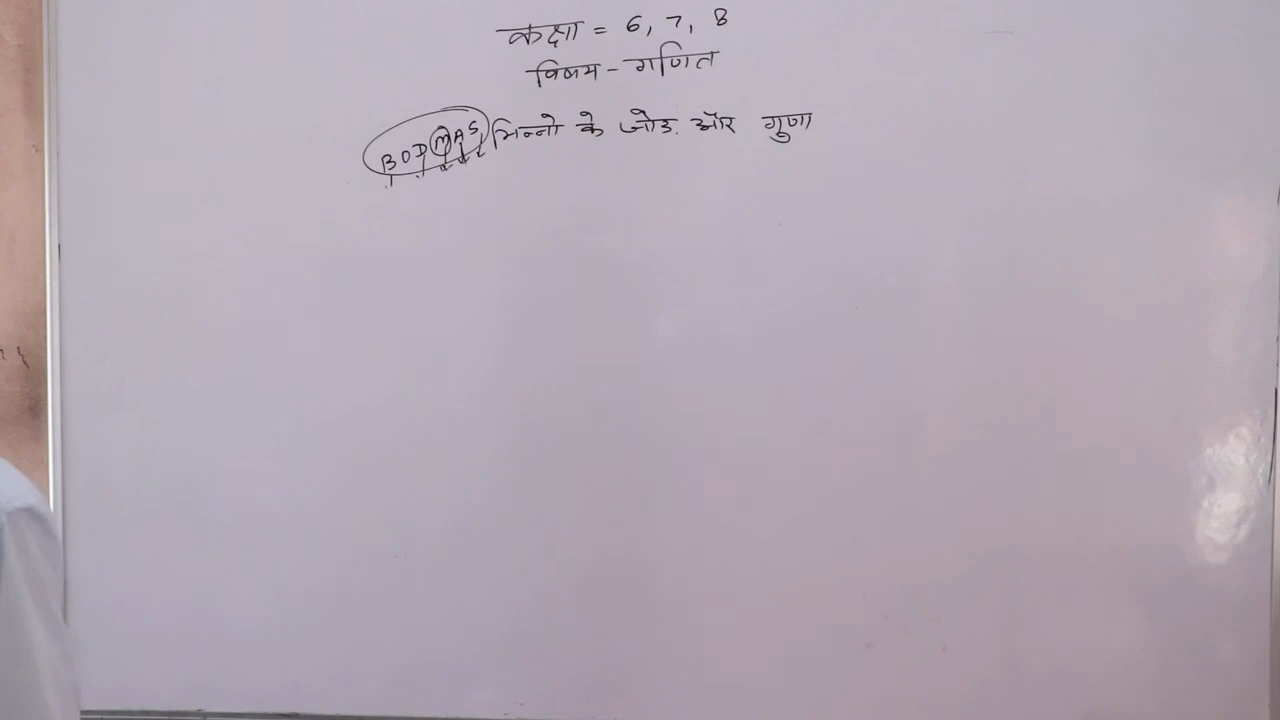 कक्षा = 6, 7, 8
विषय - गणित
BODMAS भिन्नो के जोड. और गुणा